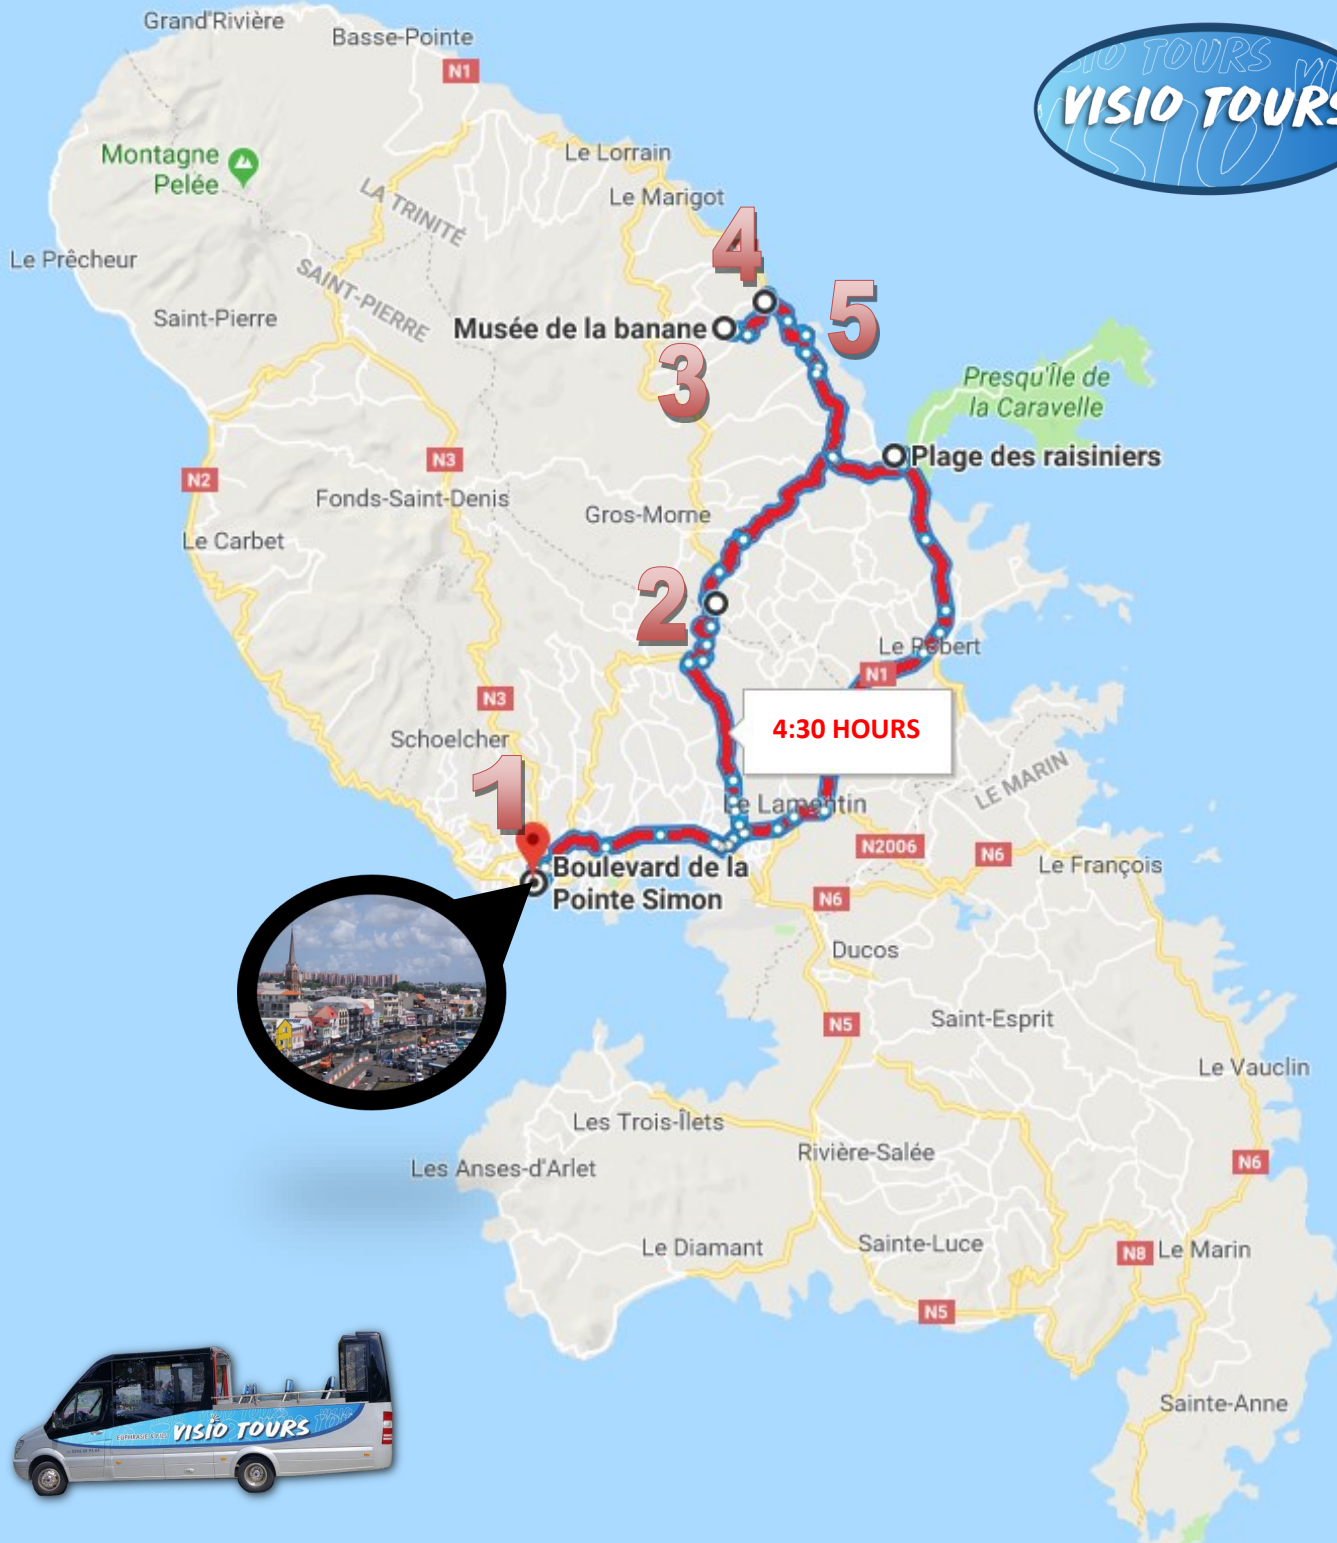 Grand'Rivière
Basse-Pointe
N1
VISIO TOURS
Montagne
Pelée
Le Lorrain
LA TRINITÉ
Le Marigot
4
Le Prêcheur
SAINT-PIERRE
Saint-Pierre
5
Musée de la banane
3
Presqu'Île de
la Caravelle
Plage des raisiniers
N3
N2
Fonds-Saint-Denis
Gros-Morne
Le Carbet
2
Le Robert
N1
N3
4:30 HOURS
Schoelcher
1
LE MARIN
Le Lamentin
N2006
N6
Le François
Boulevard de la
Pointe Simon
N6
Ducos
N5
Saint-Esprit
Le Vauclin
Les Trois-Îlets
Rivière-Salée
N6
Les Anses-d'Arlet
Le Diamant
Sainte-Luce
N8
Le Marin
N5
Sainte-Anne
VISIO TOURS